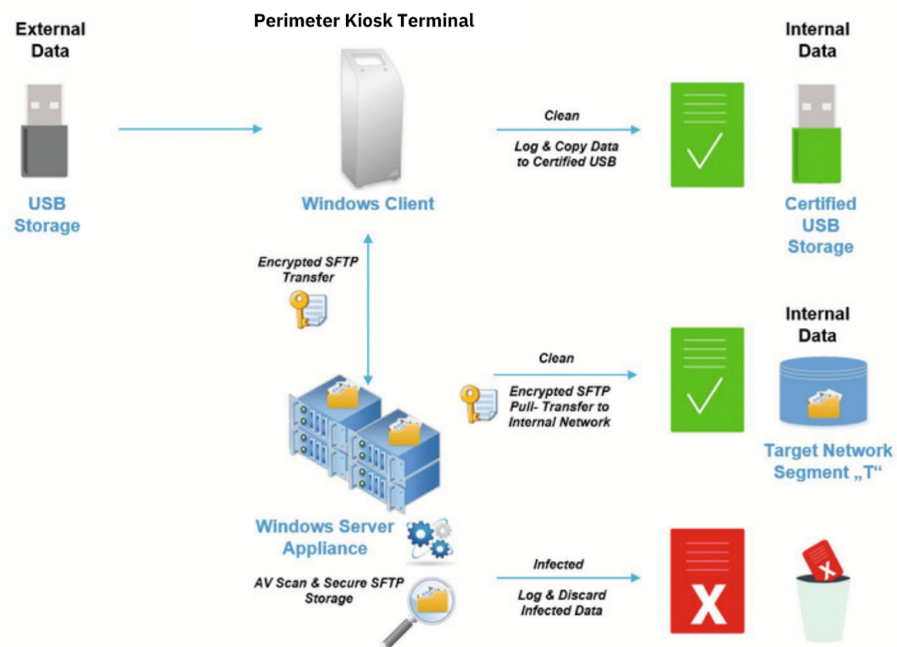 Perimeter Kiosk Terminal
External
Data
Internal
Data
Clean
Log & Copy Data
to Certified USB
USB
Storage
Windows Client
Certified
USB
Storage
Encrypted SFTP
Transfer
Internal
Data
Clean
Encrypted SFTP
Pull- Transfer to
Internal Network
Target Network
Segment „T“
Windows Server
Appliance
AV Scan & Secure SFTP
Storage
Infected
Log & Discard
Infected Data
X
X